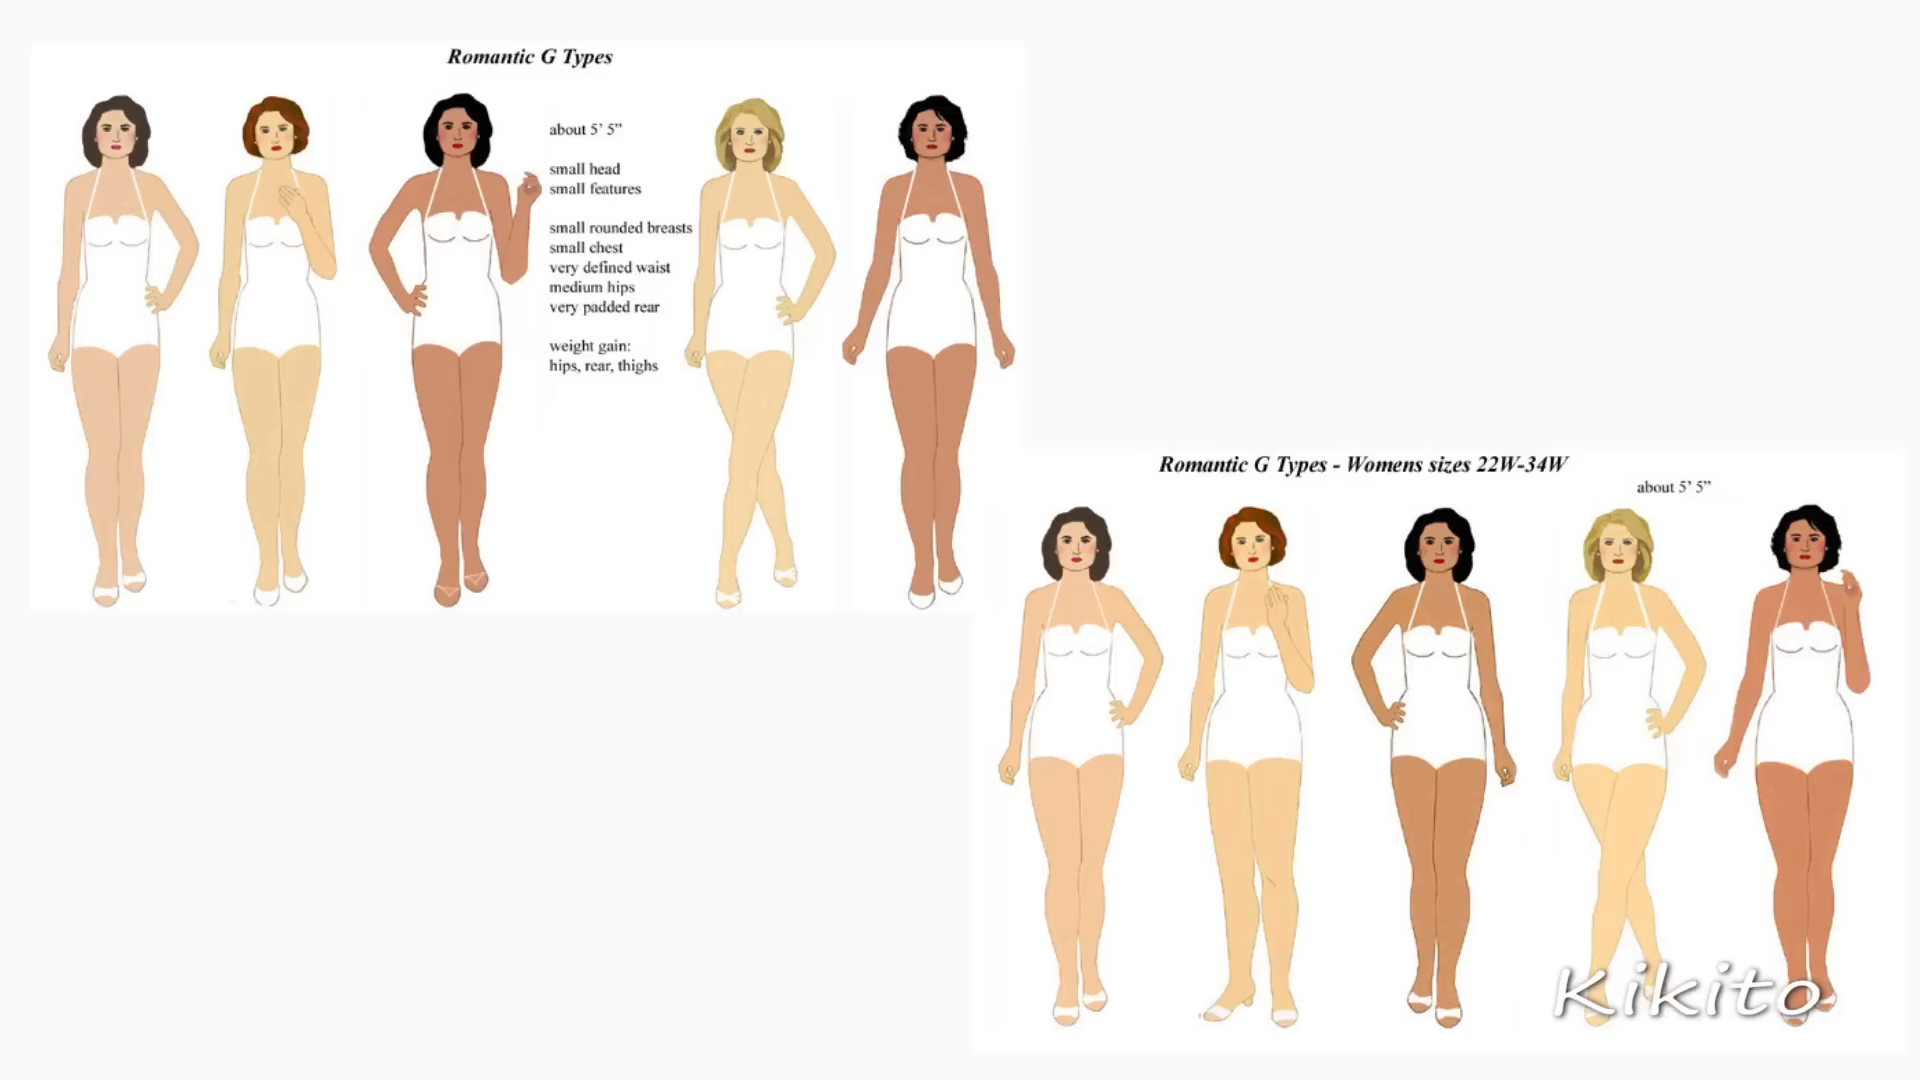 Romantic G Types
about 5' 5"
small head
small features
small rounded breasts
small chest
very defined waist
medium hips
very padded rear
weight gain:
hips, rear, thighs
Romantic G Types - Womens sizes 22W-34W
about 5' 5"
Kikito